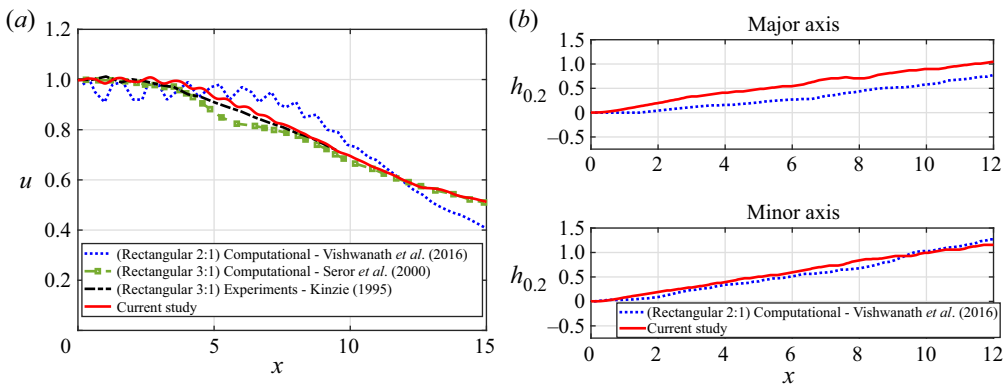 (a)
1.2
1.0
0.8
u
0.6
0.4
0.2
(Rectangular 2:1) Computational - Vishwanath et al. (2016)
(Rectangular 3:1) Computational - Seror et al. (2000)
(Rectangular 3:1) Experiments - Kinzie (1995)
Current study
0 5 10 15
x
(b)
Major axis
1.5
1.0
h0.2
0.5
0
–0.5
0 2 4 6 8 10 12
Minor axis
1.5
1.0
h0.2
0.5
0
–0.5
(Rectangular 2:1) Computational - Vishwanath et al. (2016)
Current study
0 2 4 6 8 10 12
x